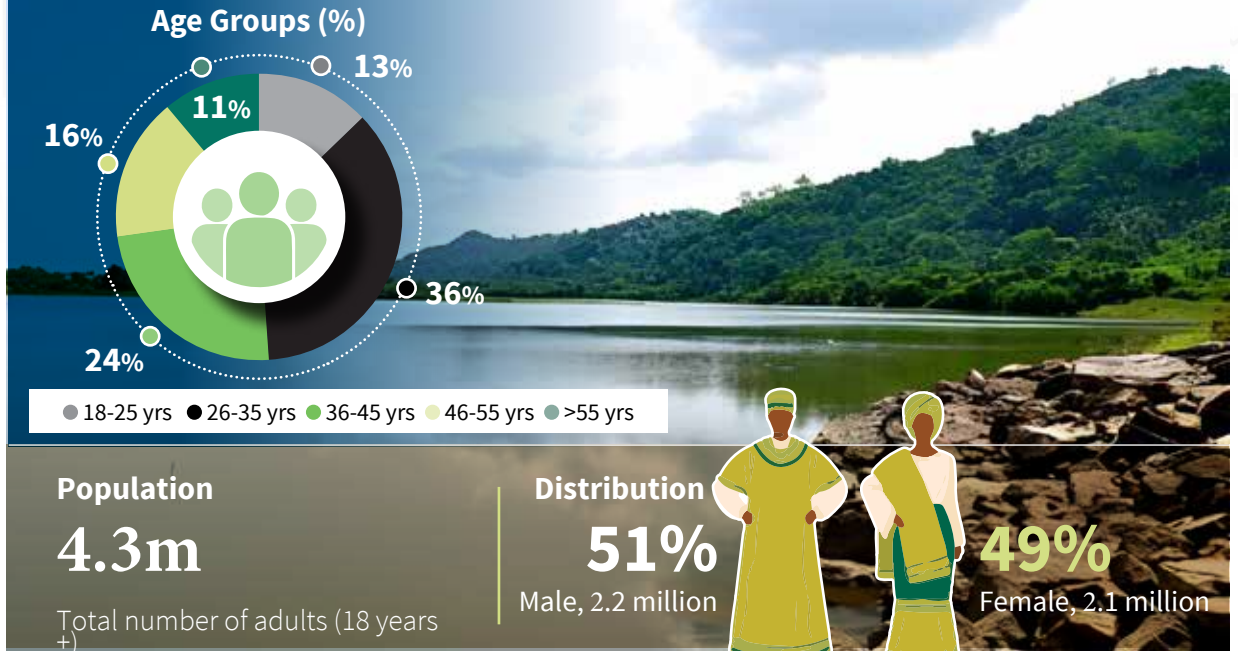 Age Groups (%)
13%
11%
16%
36%
24%
18-25 yrs 26-35 yrs 36-45 yrs 46-55 yrs >55 yrs
Population
4.3m
Total number of adults (18 years
+)
Distribution
51%
Male, 2.2 million
49%
Female, 2.1 million